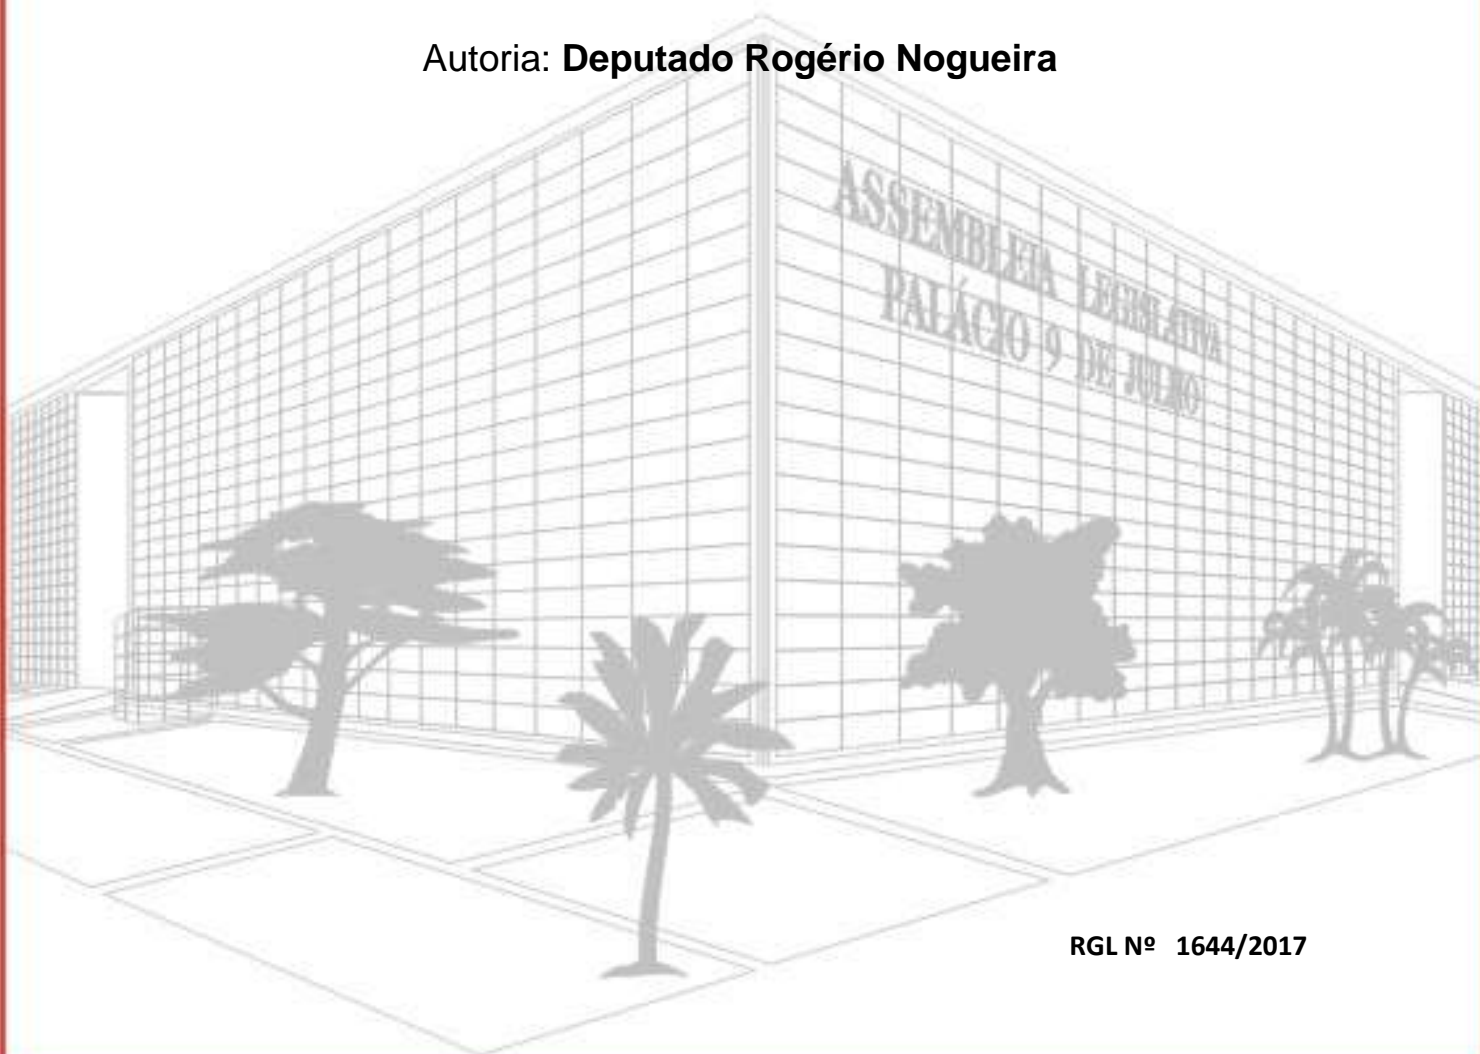 Autoria: Deputado Rogério Nogueira
ASSEMBLEIA LEGISLATIVA
PALÁCIO 9 DE JULHO
RGL Nº 1644/2017